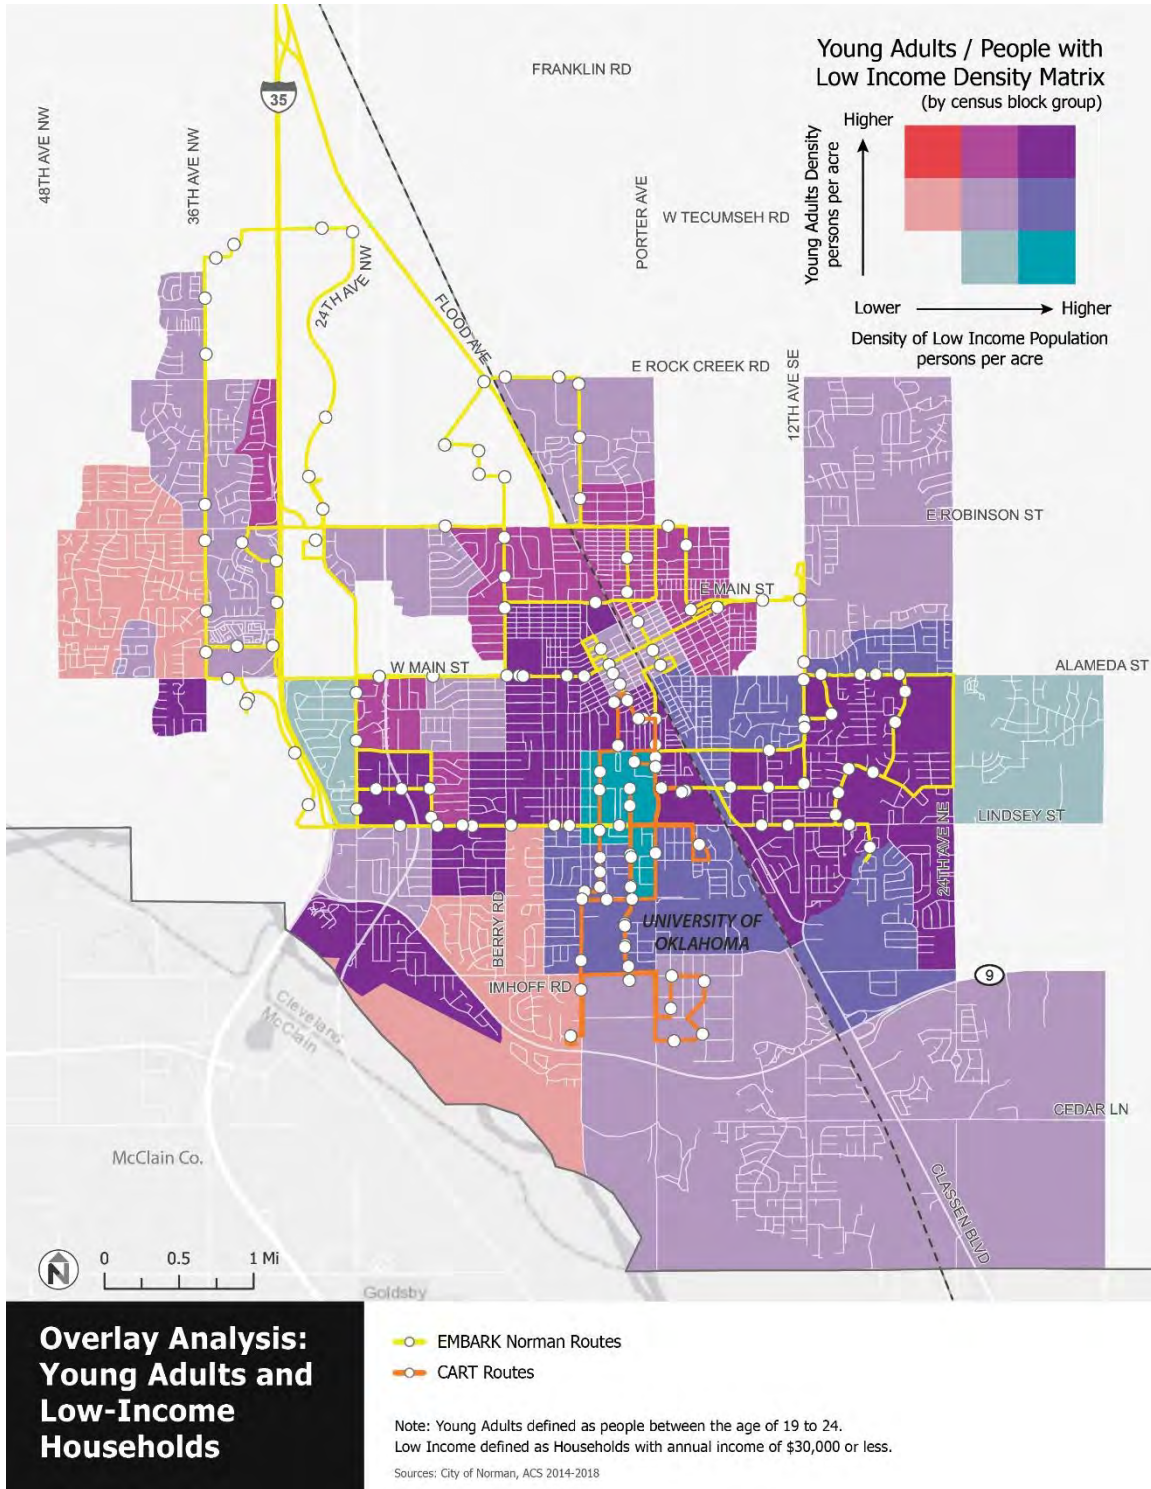 Young Adults / People with
Low Income Density Matrix
(by census block group)
Higher
Young Adults Density
persons per acre
Lower
Higher
Density of Low Income Population
persons per acre
FRANKLIN RD
35
48TH AVE NW
36TH AVE NW
PORTER AVE
W TECUMSEH RD
24TH AVE NW
FLOOD AVE
E ROCK CREEK RD
12TH AVE SE
E ROBINSON ST
E MAIN ST
W MAIN ST
ALAMEDA ST
LINDSEY ST
24TH AVE NE
BERRY RD
UNIVERSITY OF
OKLAHOMA
9
IMHOFF RD
Cleveland
McClain
CEDAR LN
McClain Co.
CLASSEN BLVD
N
0 0.5 1 Mi
Goldsby
Overlay Analysis:
Young Adults and
Low-Income
Households
EMBARK Norman Routes
CART Routes
Note: Young Adults defined as people between the age of 19 to 24.
Low Income defined as Households with annual income of $30,000 or less.
Sources: City of Norman, ACS 2014-2018